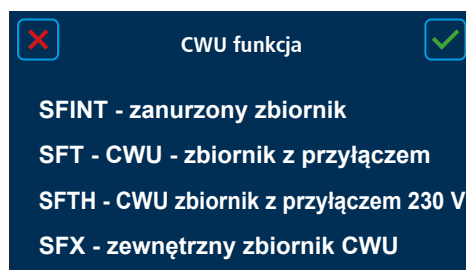 CWU funkcja
SFINT - zanurzony zbiornik
SFT - CWU - zbiornik z przyłączem
SFTH - CWU zbiornik z przyłączem 230 V
SFX - zewnętrzny zbiornik CWU